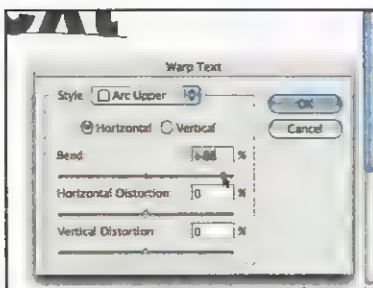 Warp Text
Style: Arc Upper
OK
Horizontal Vertical
Cancel
Bend: %
Horizontal Distortion: 0 %
Vertical Distortion: 0 %